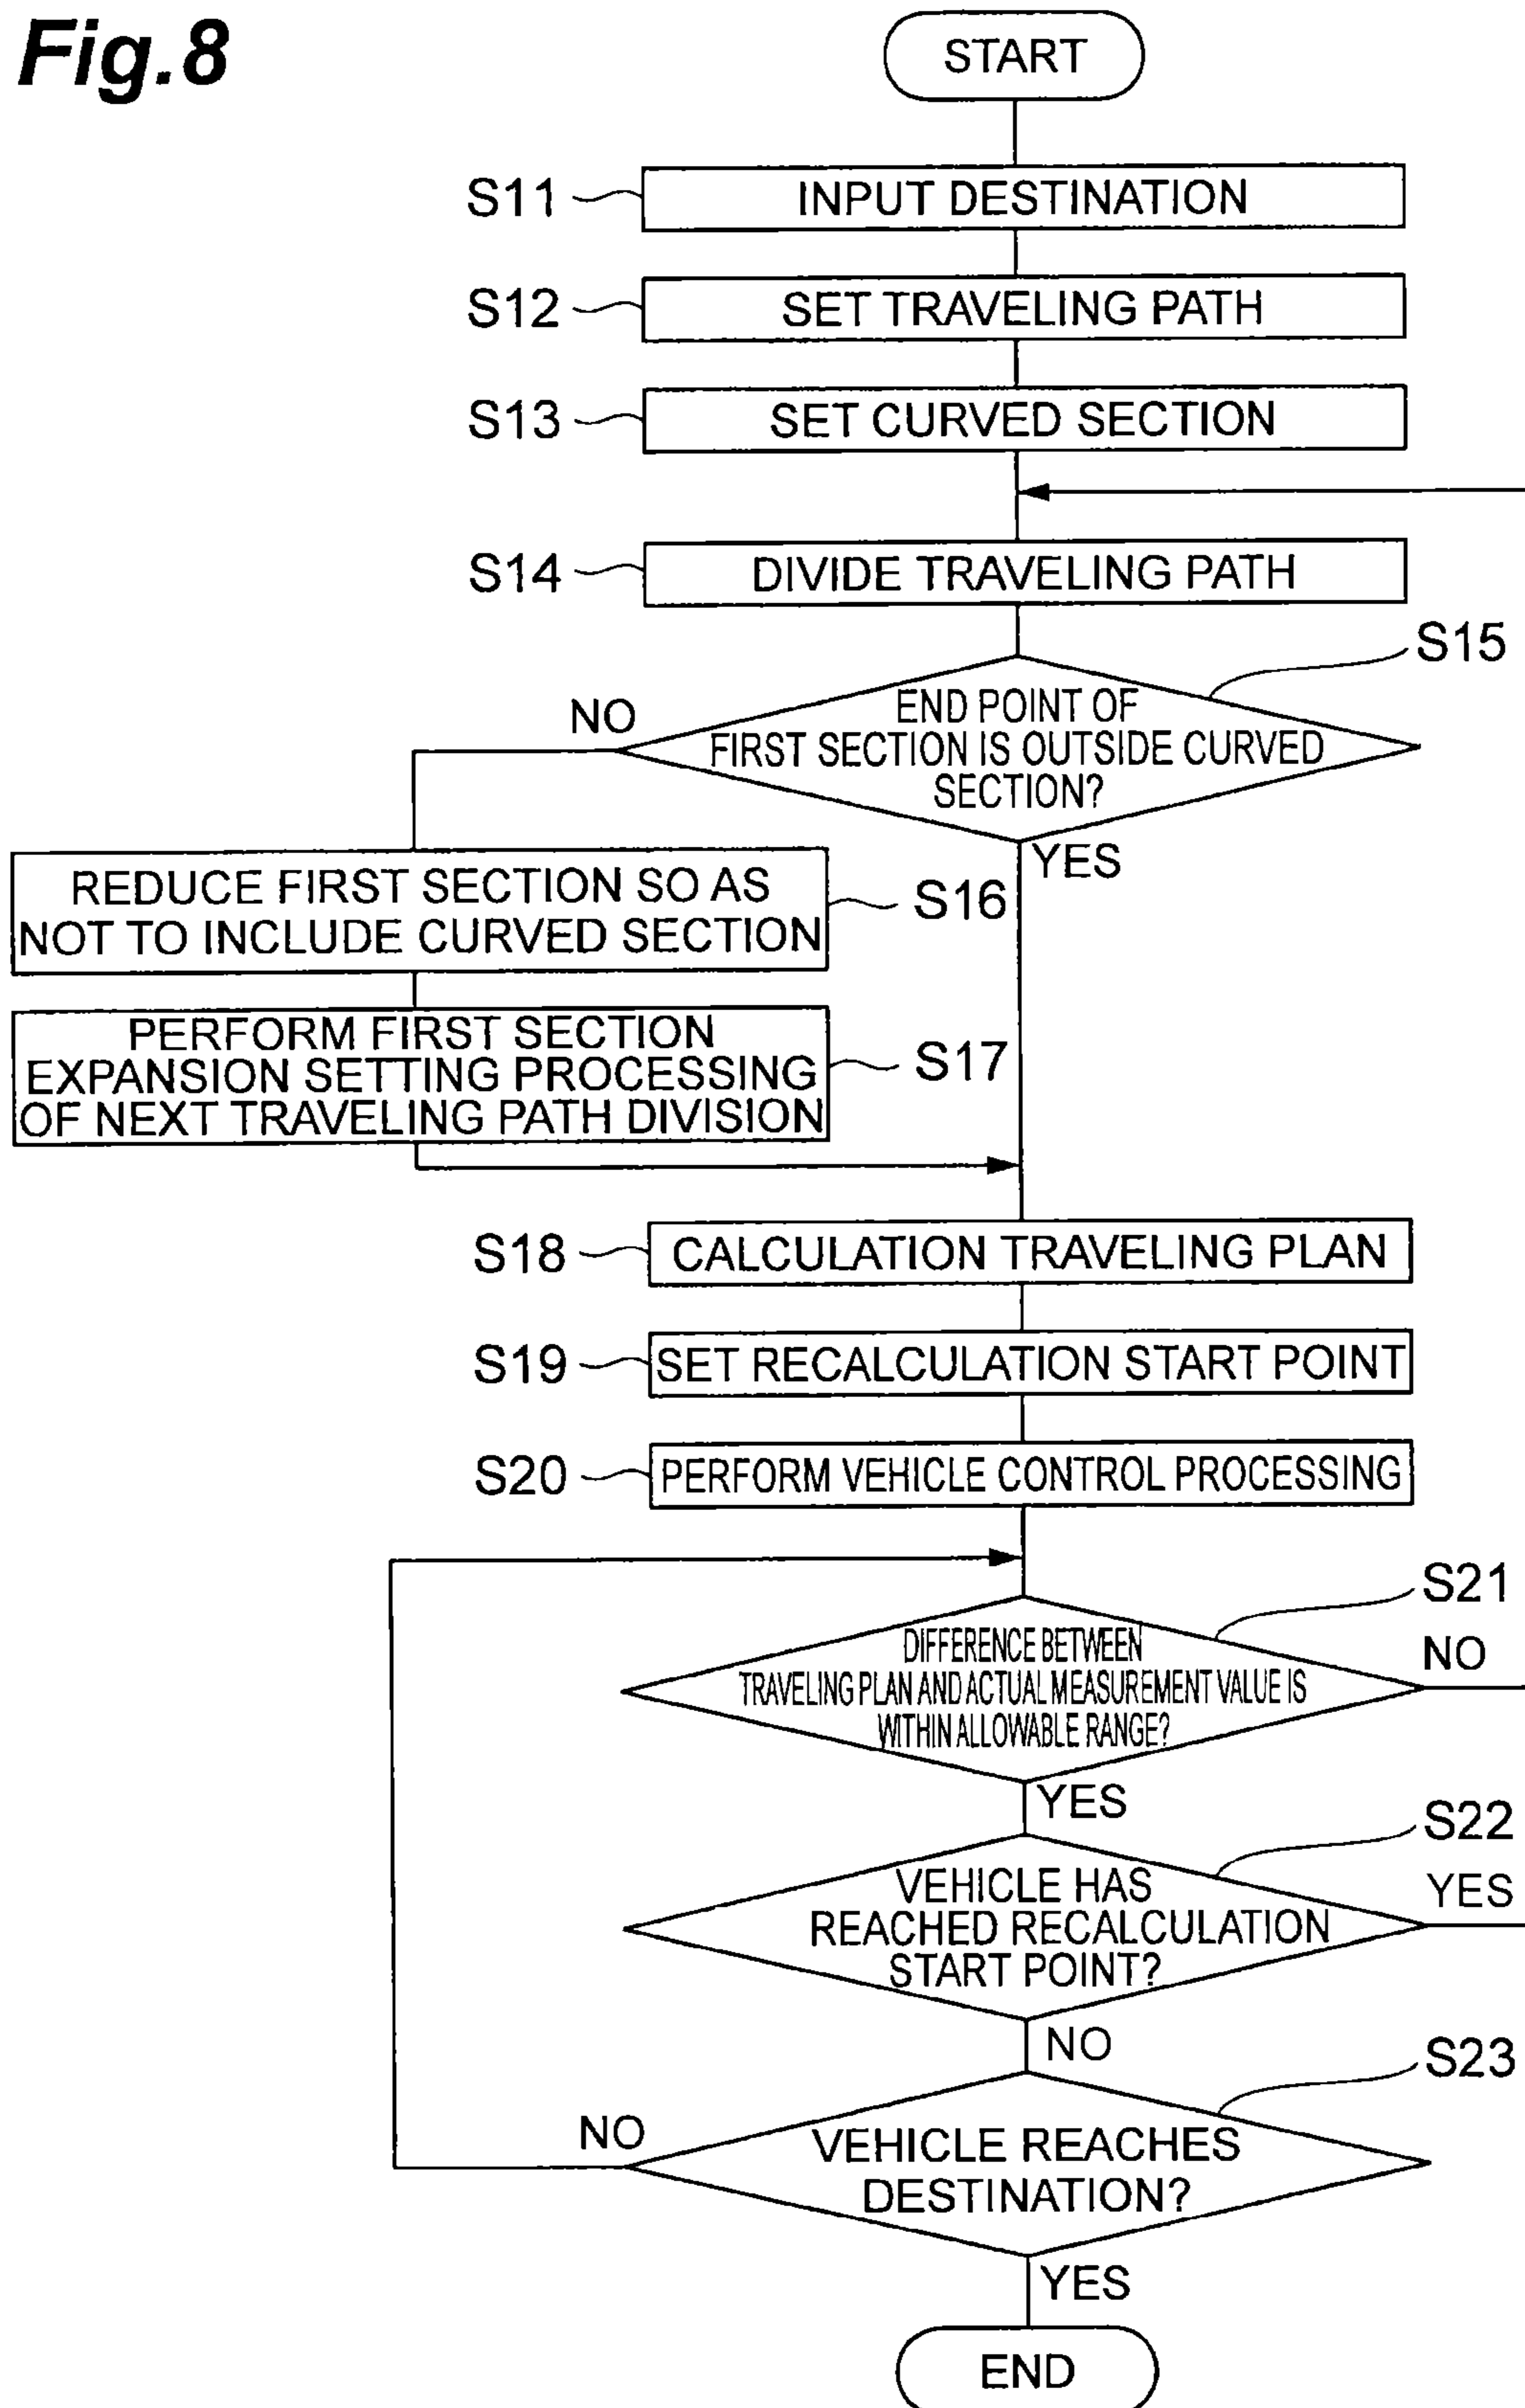 Fig.8
START
S11
INPUT DESTINATION
S12
SET TRAVELING PATH
S13
SET CURVED SECTION
S14
DIVIDE TRAVELING PATH
S15
END POINT OF
FIRST SECTION IS OUTSIDE CURVED
SECTION?
NO
YES
REDUCE FIRST SECTION SO AS
NOT TO INCLUDE CURVED SECTION
S16
PERFORM FIRST SECTION
EXPANSION SETTING PROCESSING
OF NEXT TRAVELING PATH DIVISION
S17
S18
CALCULATION TRAVELING PLAN
S19
SET RECALCULATION START POINT
S20
PERFORM VEHICLE CONTROL PROCESSING
S21
DIFFERENCE BETWEEN
TRAVELING PLAN AND ACTUAL MEASUREMENT VALUE IS
WITHIN ALLOWABLE RANGE?
NO
YES
S22
VEHICLE HAS
REACHED RECALCULATION
START POINT?
YES
NO
S23
VEHICLE REACHES
DESTINATION?
NO
YES
END